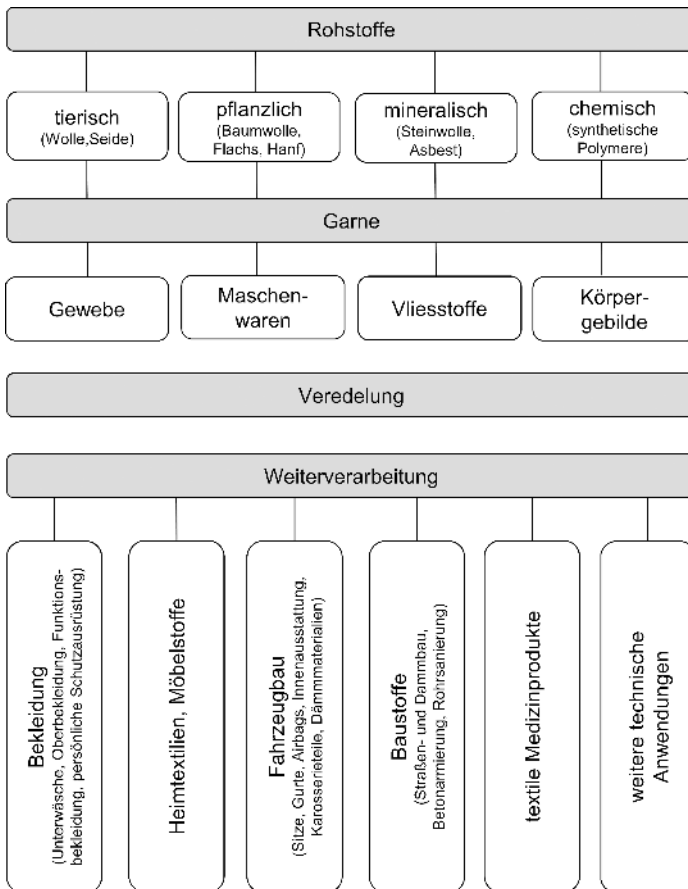 Rohstoffe
tierisch
(Wolle,Seide)
pflanzlich
(Baumwolle,
Flachs, Hanf)
mineralisch
(Steinwolle,
Asbest)
chemisch
(synthetische
Polymere)
Garne
Gewebe
Maschen-
waren
Vliesstoffe
Körper-
gebilde
Veredelung
Weiterverarbeitung
Bekleidung
(Unterwäsche, Oberbekleidung, Funktions-
bekleidung, persönliche Schutzausrüstung)
Heimtextilien, Möbelstoffe
Fahrzeugbau
(Sitze, Gurte, Airbags, Innenausstattung,
Karosserieteile, Dämmmaterialien)
Baustoffe
(Straßen- und Dammbau,
Betonarmierung, Rohrsanierung)
textile Medizinprodukte
weitere technische
Anwendungen